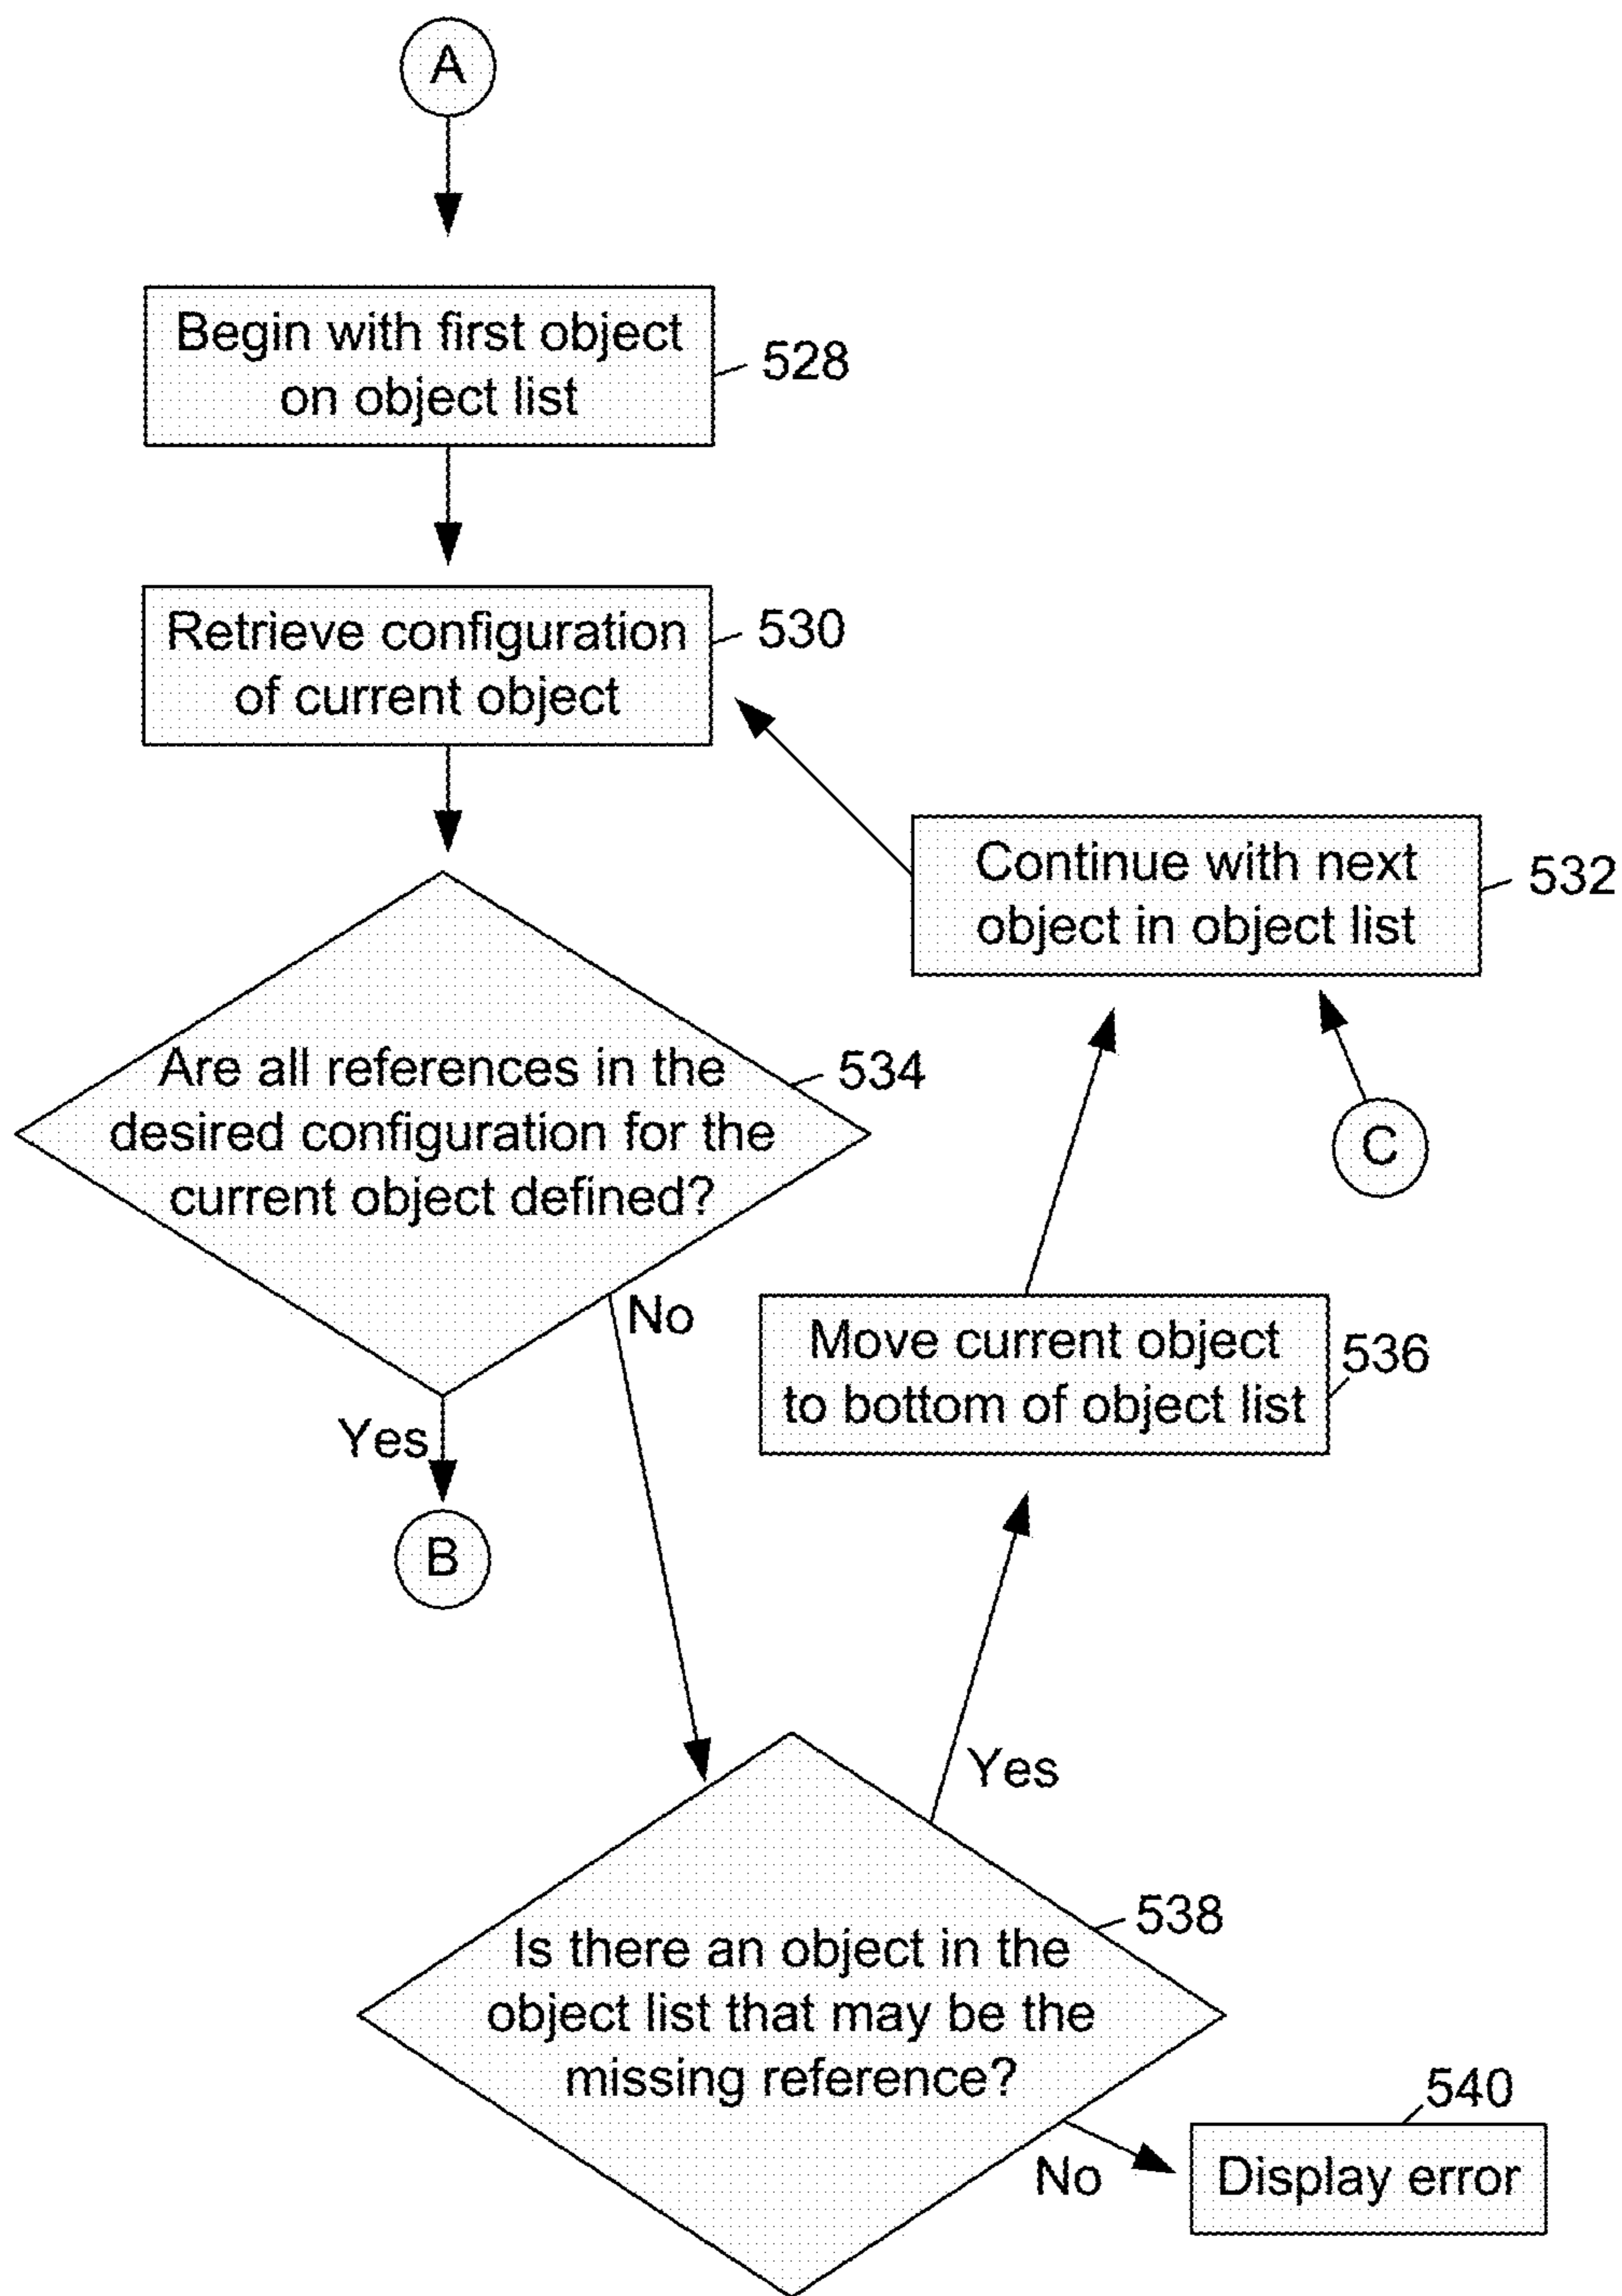 A
Begin with first object
on object list
528
Retrieve configuration
of current object
530
Continue with next
object in object list
532
Are all references in the
desired configuration for the
current object defined?
534
C
No
Move current object
to bottom of object list
536
Yes
B
Yes
Is there an object in the
object list that may be the
missing reference?
538
No
540
Display error